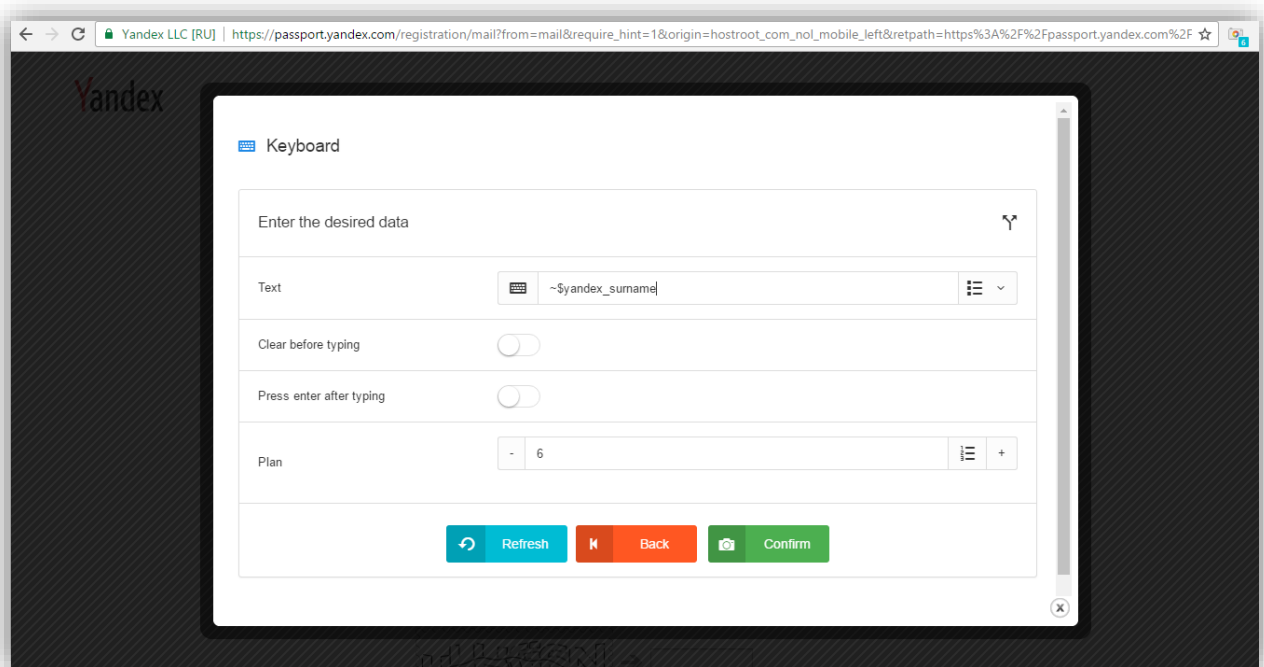 Yandex LLC [RU] https://passport.yandex.com/registration/mail?from=mail&require_hint=1&origin=hostroot_com_nol_mobile_left&retpath=https%3A%2F%2Fpassport.yandex.com%2F
6
Yandex
Keyboard
Enter the desired data
Text ~$yandex_surname
Clear before typing
Press enter after typing
Plan - 6 +
Refresh Back Confirm
x